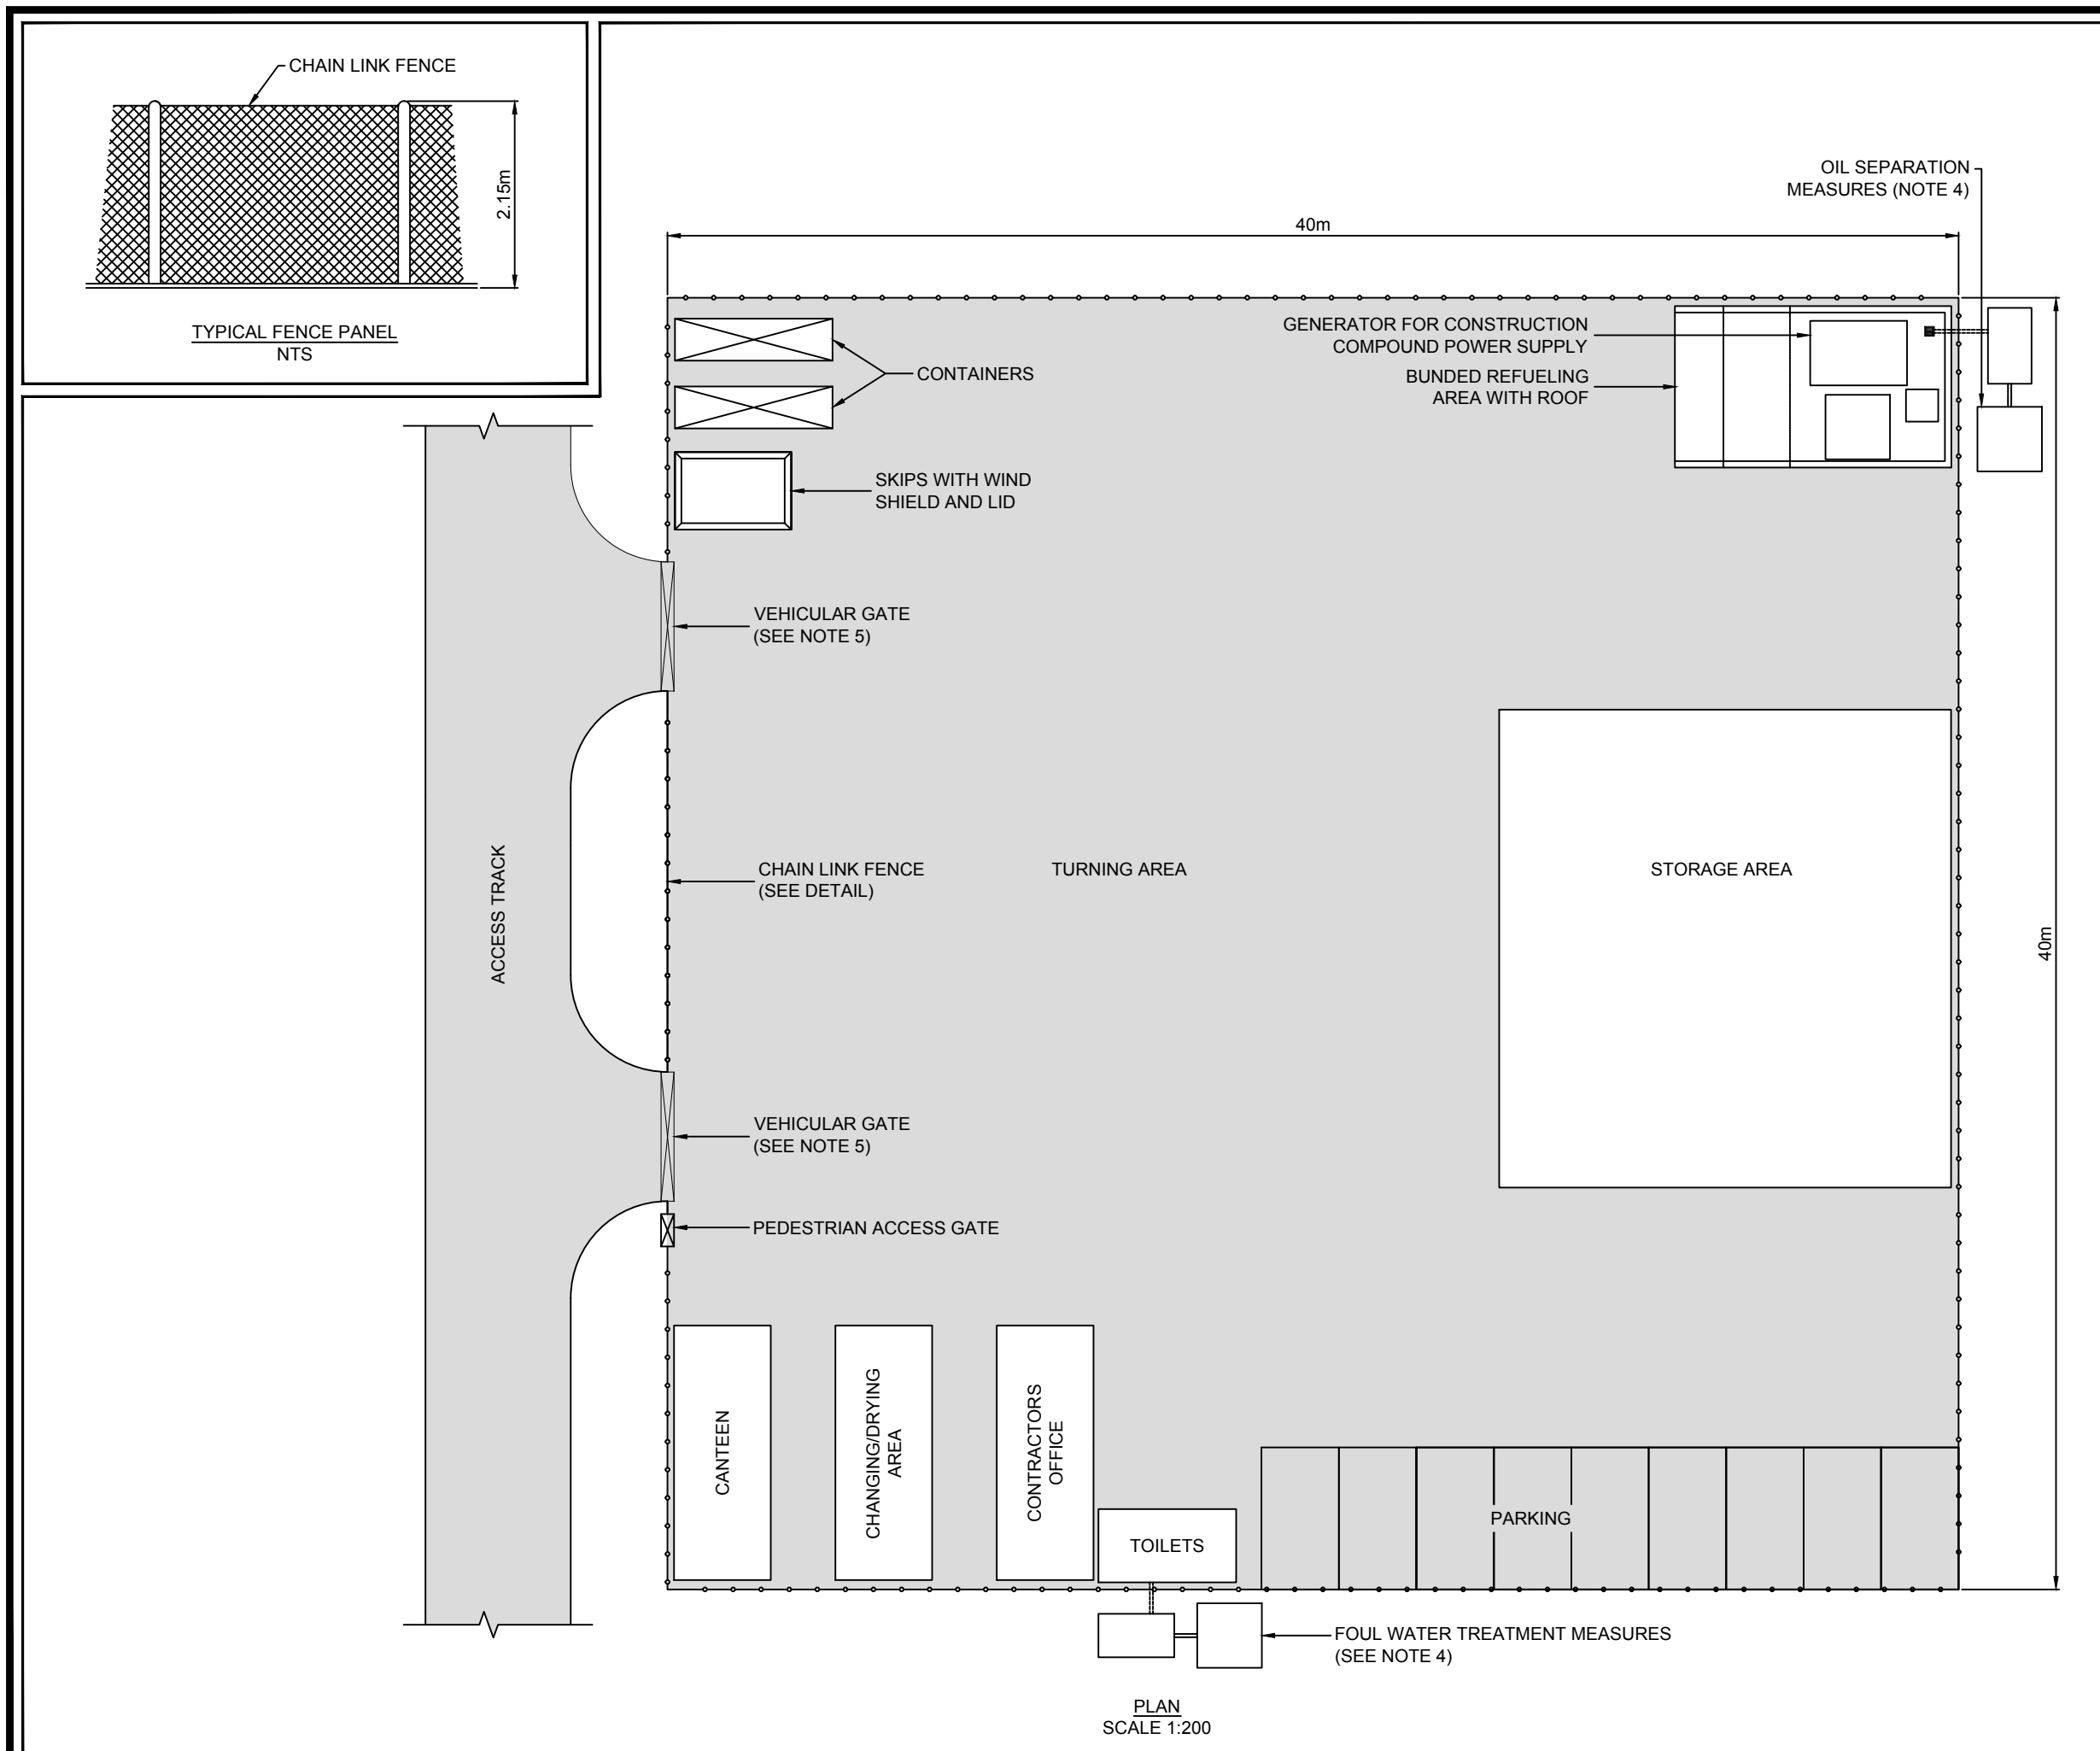 CHAIN LINK FENCE
2.15m
TYPICAL FENCE PANEL
NTS
OIL SEPARATION
MEASURES (NOTE 4)
40m
GENERATOR FOR CONSTRUCTION
COMPOUND POWER SUPPLY
BUNDED REFUELING
AREA WITH ROOF
CONTAINERS
SKIPS WITH WIND
SHIELD AND LID
VEHICULAR GATE
(SEE NOTE 5)
ACCESS TRACK
CHAIN LINK FENCE
(SEE DETAIL)
TURNING AREA
STORAGE AREA
40m
VEHICULAR GATE
(SEE NOTE 5)
PEDESTRIAN ACCESS GATE
CANTEEN
CHANGING/DRYING
AREA
CONTRACTORS
OFFICE
TOILETS
PARKING
FOUL WATER TREATMENT MEASURES
(SEE NOTE 4)
PLAN
SCALE 1:200